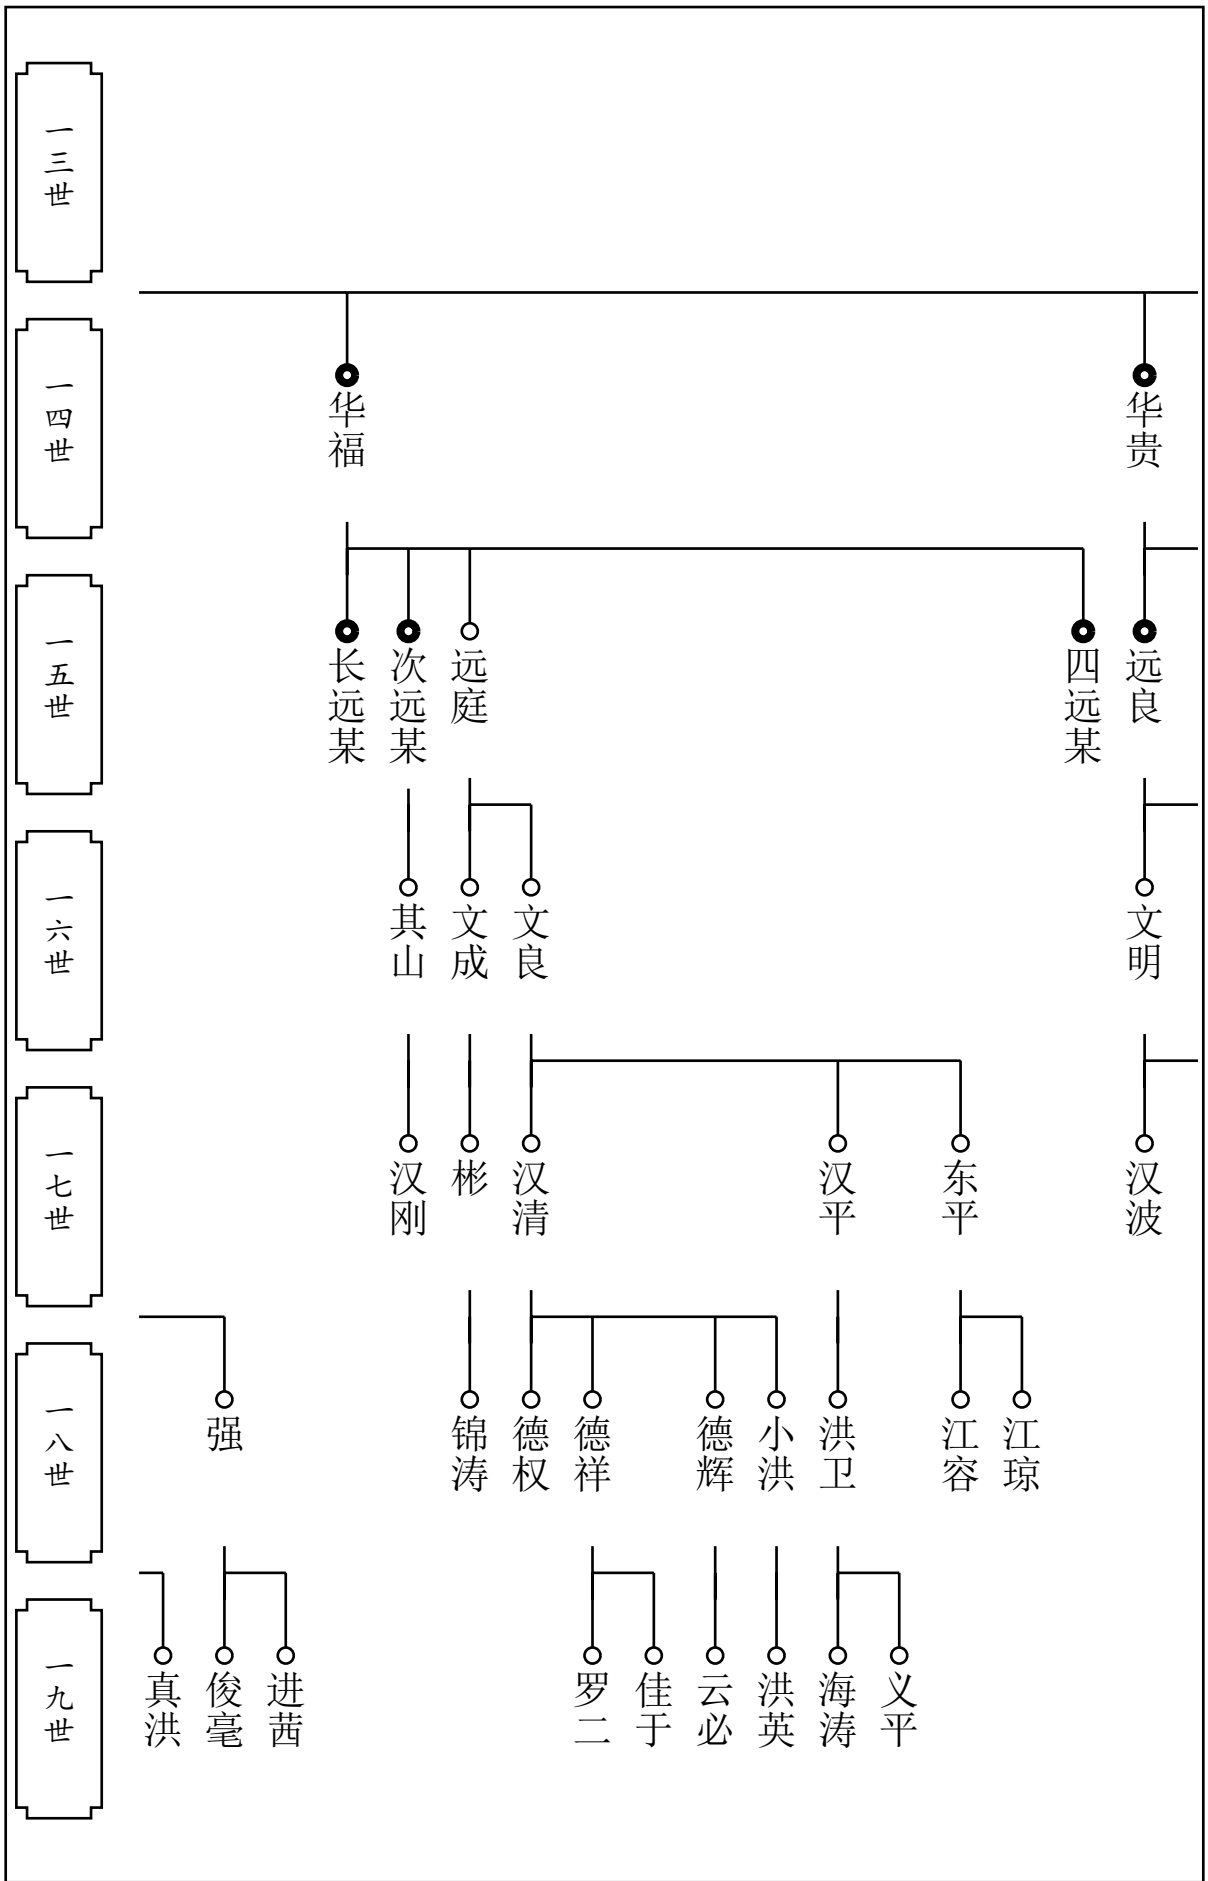 一三世
一四世
华福
华贵
一五世
长远某
次远某
远庭
四远某
远良
一六世
其山
文成
文良
文明
一七世
汉刚
彬
汉清
汉平
东平
汉波
一八世
强
锦涛
德权
德祥
德辉
小洪
洪卫
江容
江琼
一九世
真洪
俊毫
进茜
罗二
佳于
云必
洪英
海涛
义平